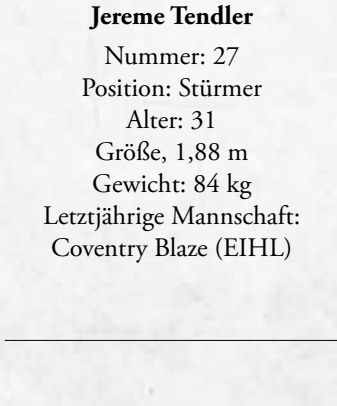 Jereme Tendler
Nummer: 27
Position: Stürmer
Alter: 31
Größe, 1,88 m
Gewicht: 84 kg
Letztjährige Mannschaft:
Coventry Blaze (EIHL)